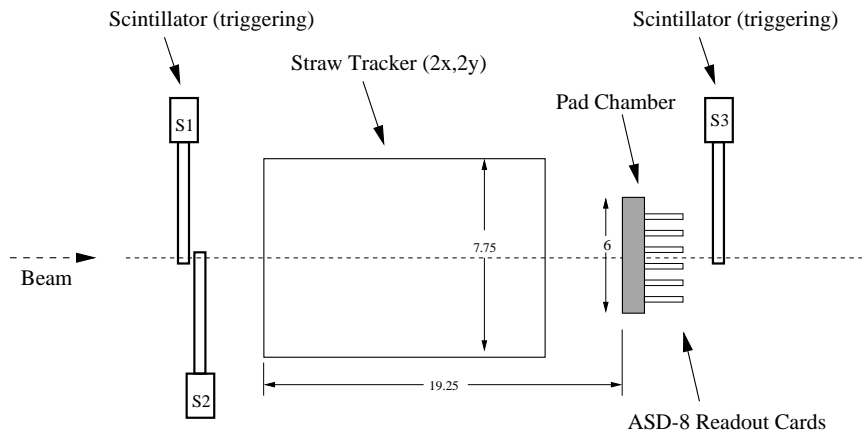 Scintillator (triggering)
Scintillator (triggering)
Straw Tracker (2x,2y)
Pad Chamber
S1
S3
7.75
6
Beam
19.25
S2
ASD-8 Readout Cards